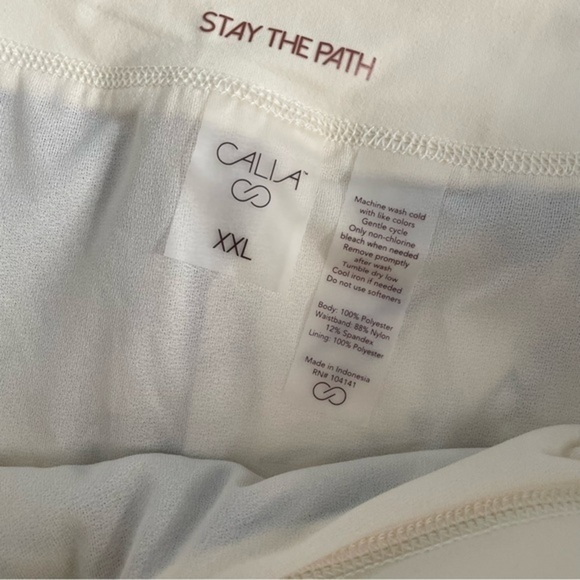 STAY THE PATH
CALIA™
XXL
Machine wash cold
with like colors
Gentle cycle
Only non-chlorine
bleach when needed
Remove promptly
after wash
Tumble dry low
Cool iron if needed
Do not use softeners
Body: 100% Polyester
Waistband: 88% Nylon
12% Spandex
Lining: 100% Polyester
Made in Indonesia
RN# 104141